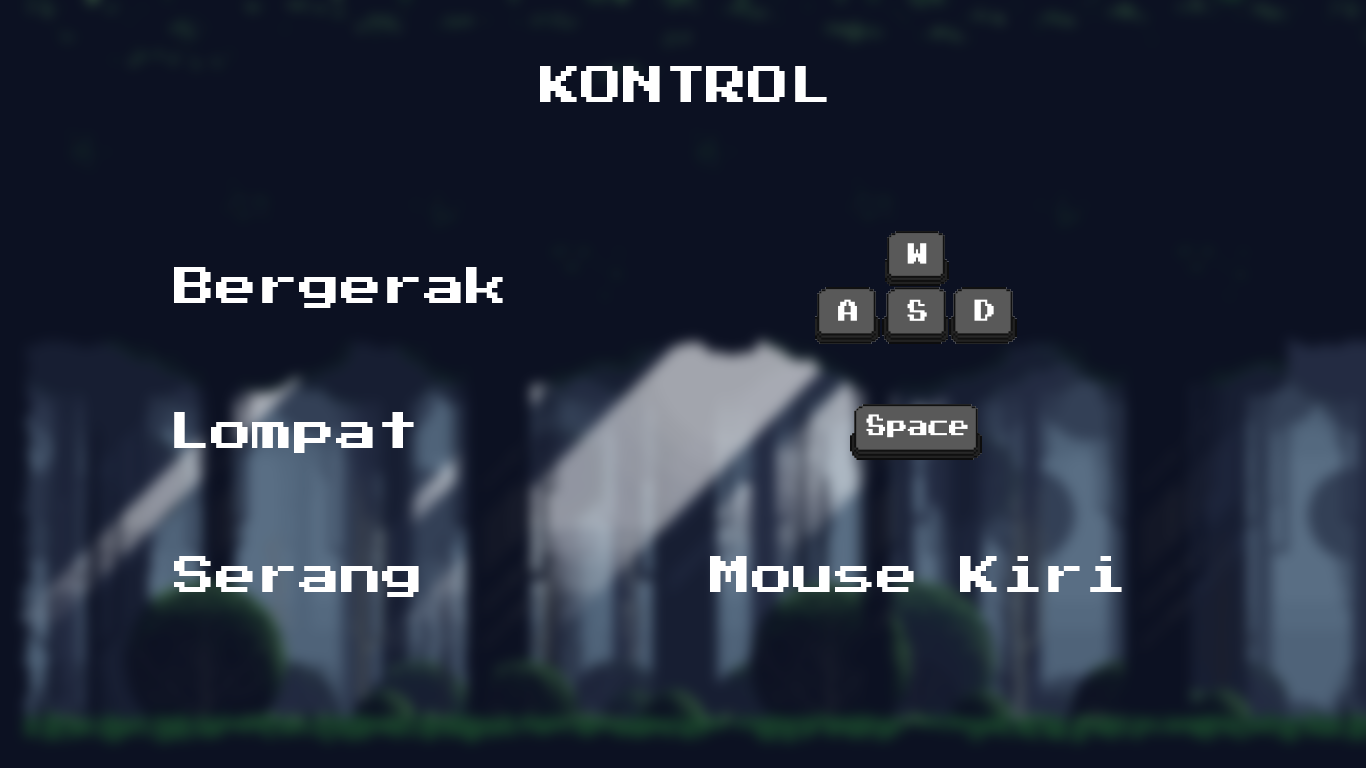 KONTROL
W
Bergerak
A S D
Lompat Space
Serang Mouse Kiri